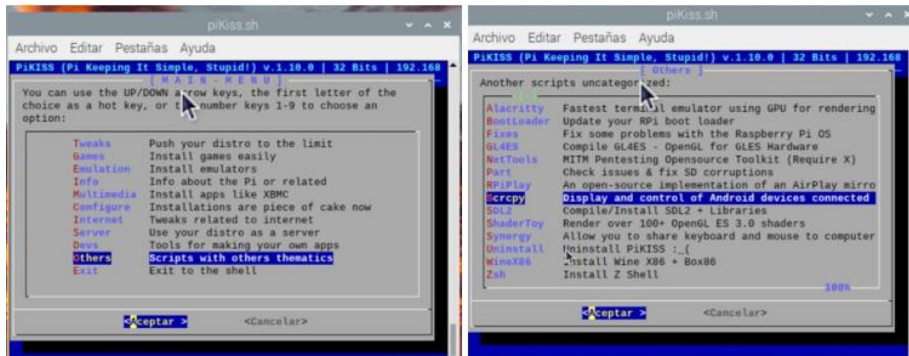 piKiss.sh
Archivo Editar Pestañas Ayuda
PiKISS (Pi Keeping It Simple, Stupid!) v.1.10.0 | 32 Bits | 192.168
[ MAIN - MENU ]
You can use the UP/DOWN arrow keys, the first letter of the
choice as a hot key, or the number keys 1-9 to choose an
option:
Tweaks Push your distro to the limit
Games Install games easily
Emulation Install emulators
Info Info about the Pi or related
Multimedia Install apps like XBMC
Configure Installations are piece of cake now
Internet Tweaks related to internet
Server Use your distro as a server
Devs Tools for making your own apps
Others Scripts with others thematics
Exit Exit to the shell
<Aceptar > <Cancelar>
piKiss.sh
Archivo Editar Pestañas Ayuda
PiKISS (Pi Keeping It Simple, Stupid!) v.1.10.0 | 32 Bits | 192.168
[ Others ]
Another scripts uncategorized:
Alacritty Fastest terminal emulator using GPU for rendering
BootLoader Update your RPi boot loader
Fixes Fix some problems with the Raspberry Pi OS
GL4ES Compile GL4ES - OpenGL for GLES Hardware
NetTools MITM Pentesting Opensource Toolkit (Require X)
Part Check issues & fix SD corruptions
RPiPlay An open-source implementation of an AirPlay mirro
Scrcpy Display and control of Android devices connected
SDL2 Compile/Install SDL2 + Libraries
ShaderToy Render over 100+ OpenGL ES 3.0 shaders
Synergy Allow you to share keyboard and mouse to computer
Uninstall Uninstall PiKISS :_(
WineX86 Install Wine X86 + Box86
Zsh Install Z Shell
100%
<Aceptar > <Cancelar>